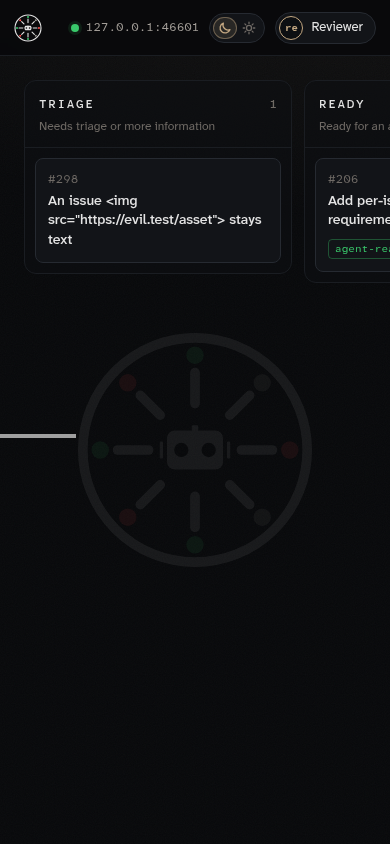 127.0.0.1:46601
re Reviewer
TRIAGE 1
Needs triage or more information
#298
An issue <img
src="https://evil.test/asset"> stays
text
READY
Ready for an
#206
Add per-is
requireme
agent-rea